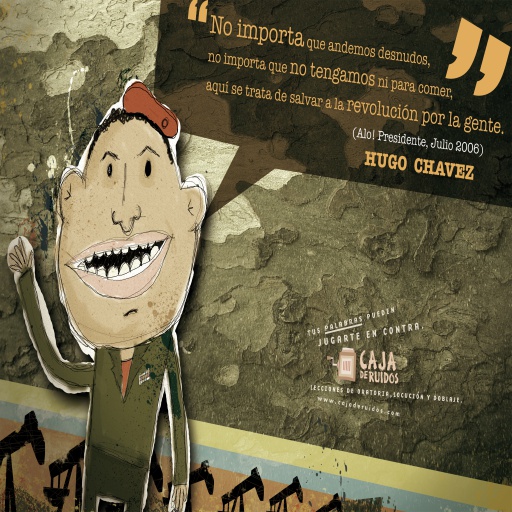 “No importa que andemos desnudos,
no importa que no tengamos ni para comer,
aquí se trata de salvar a la revolución por la gente.”
(Alo! Presidente, Julio 2006)
HUGO CHAVEZ
TUS PALABRAS PUEDEN
JUGARTE EN CONTRA.
CAJA
DE RUIDOS
LECCIONES DE ORATORIA, LOCUCIÓN Y DOBLAJE.
www.cajaderuidos.com